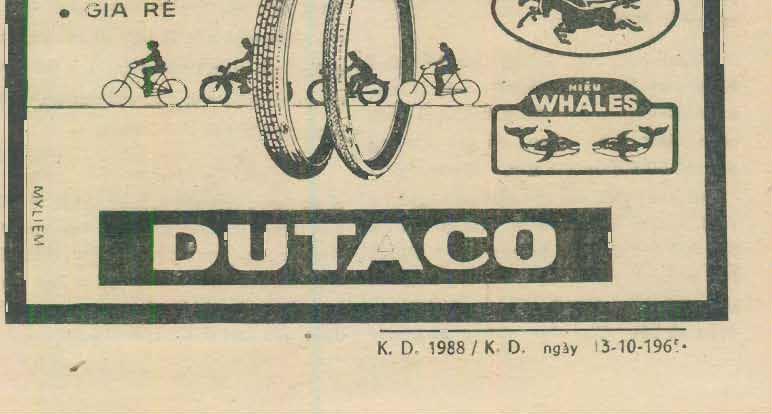 • GIÁ RẺ
HIỆU
WHALES
MYLIEM
DUTACO
K. D. 1988 / K. D. ngày 13-10-196